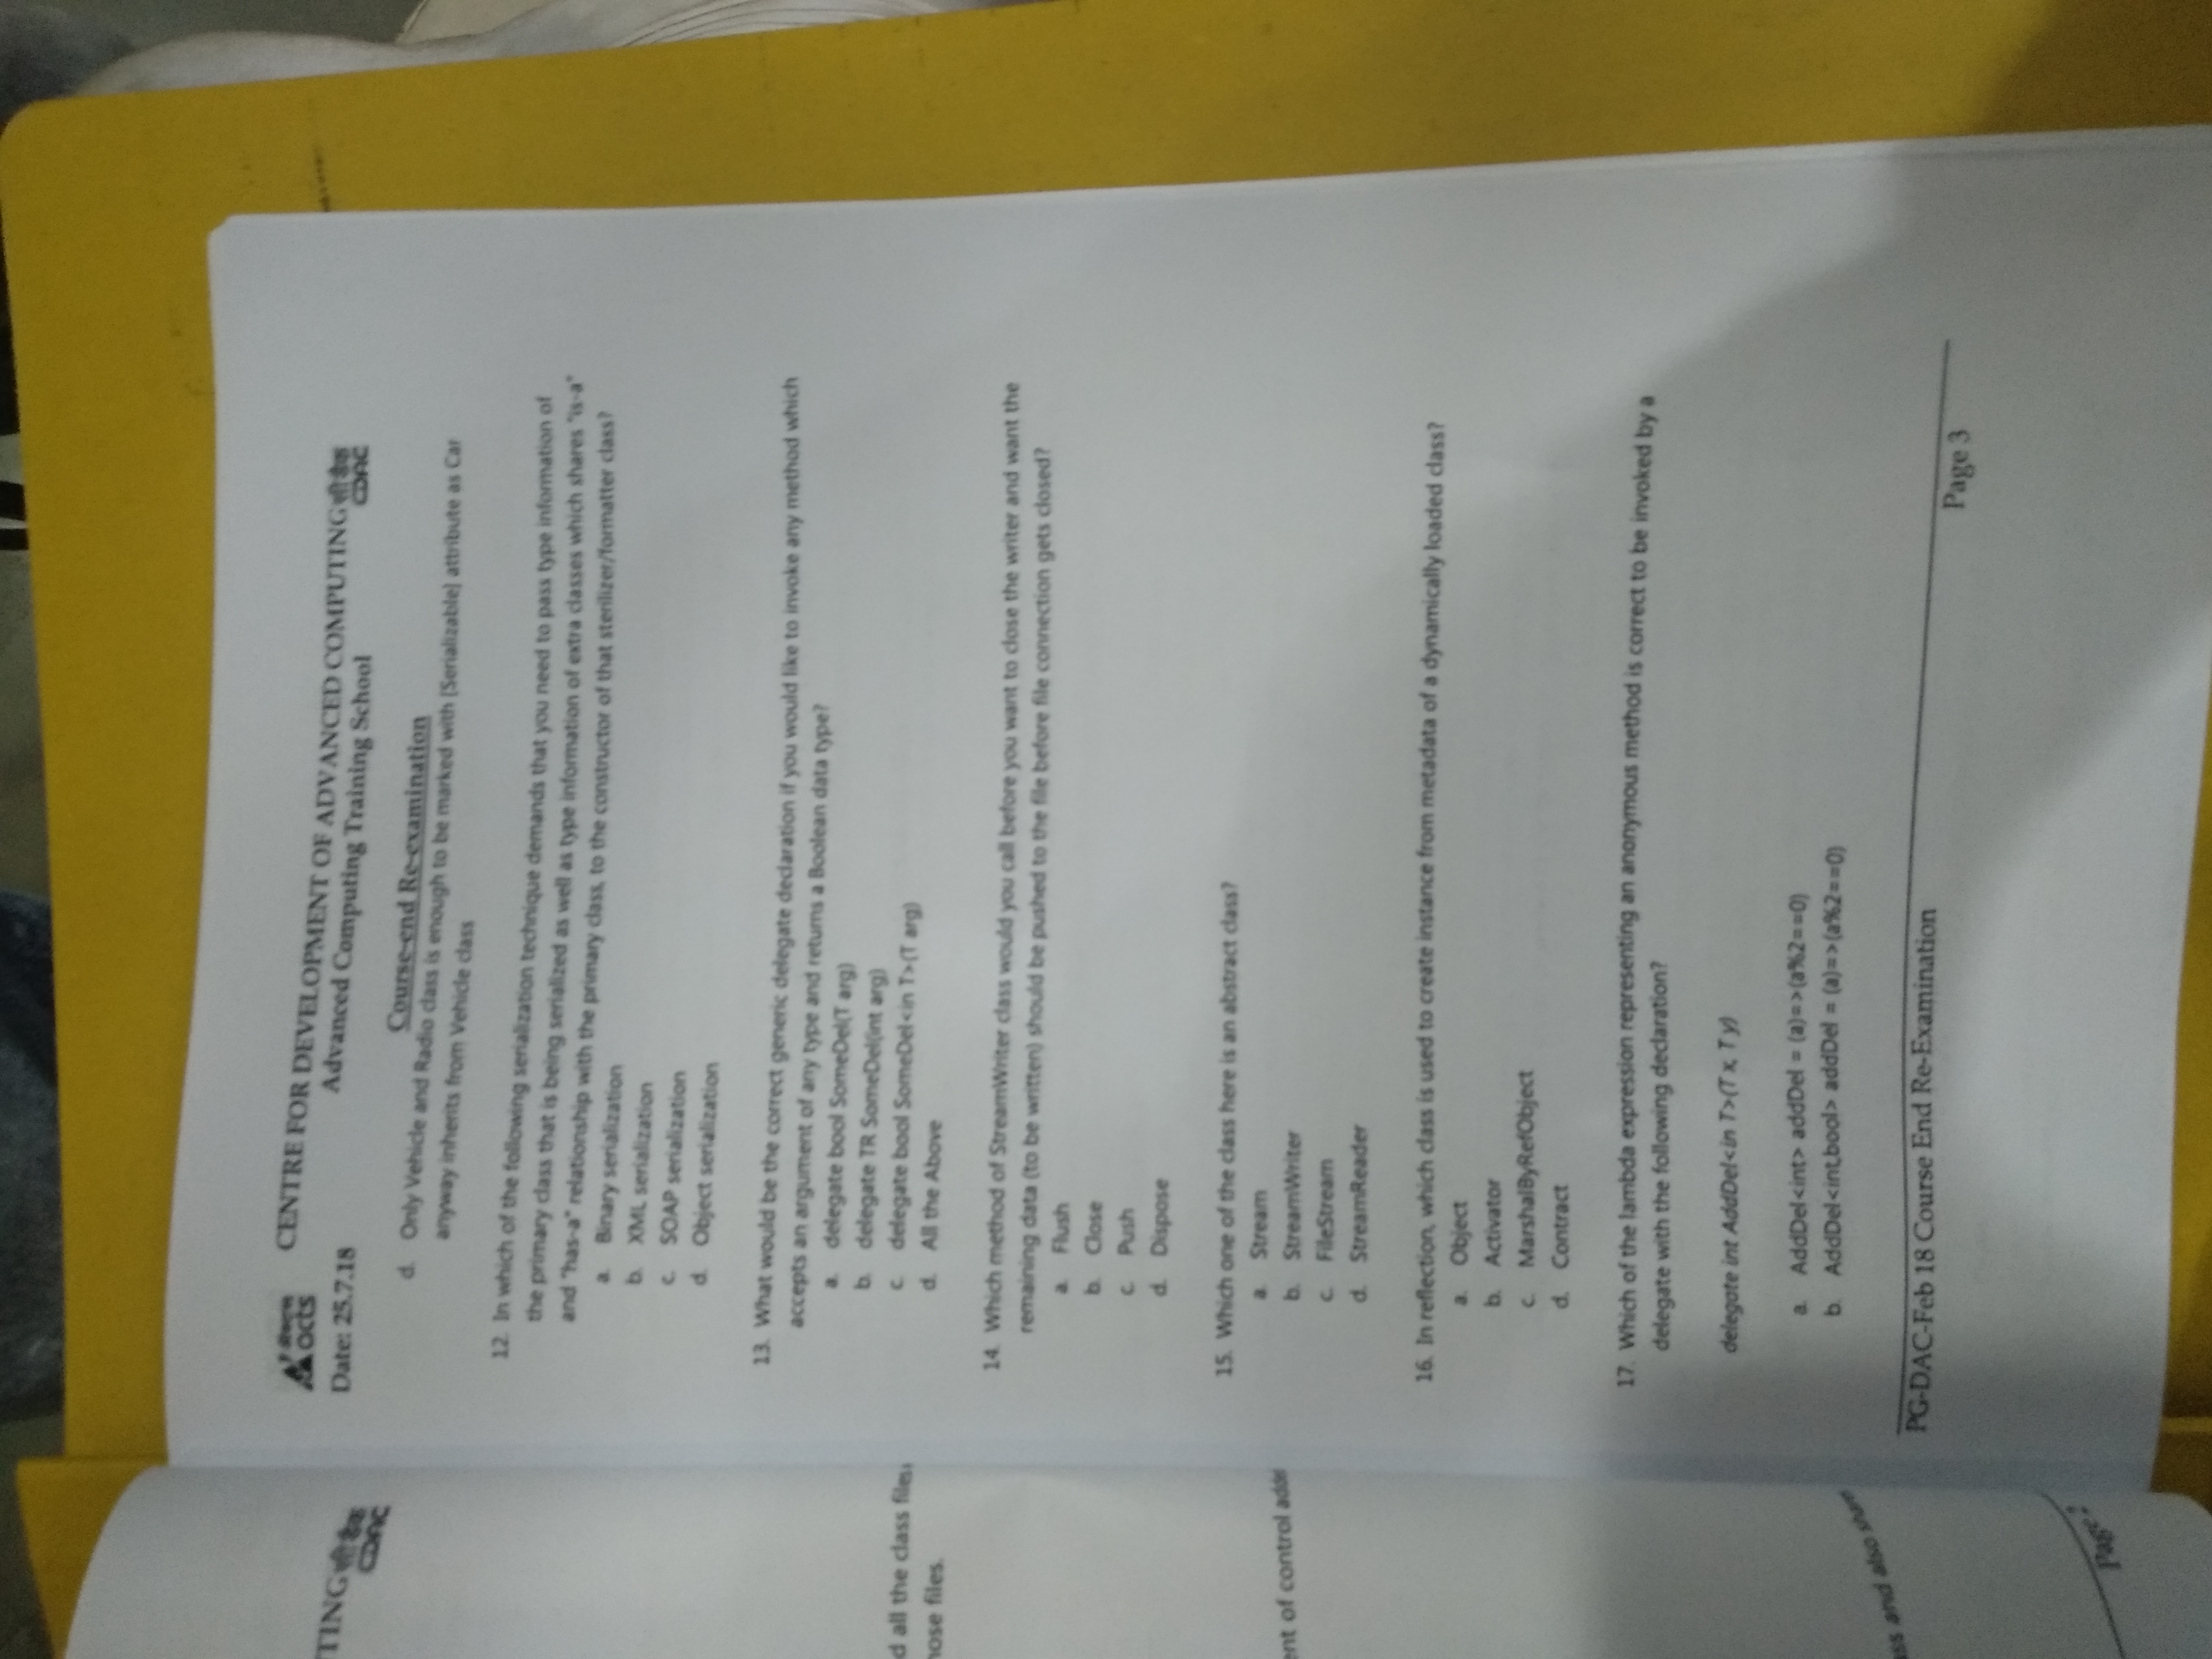 TING सी डैक
CDAC
d all the class files
nose files.
ent of control
ass and also share
Page 2
acts
CENTRE FOR DEVELOPMENT OF ADVANCED COMPUTING सी डैक
CDAC
Date: 25.7.18
Advanced Computing Training School
Course-end Re-examination
d. Only Vehicle and Radio class is enough to be marked with [Serializable] attribute as Car
anyway inherits from Vehicle class
12. In which of the following serialization technique demands that you need to pass type information of
the primary class that is being serialized as well as type information of extra classes which shares "is-a"
and "has-a" relationship with the primary class, to the constructor of that sterilizer/formatter class?
a. Binary serialization
b. XML serialization
c. SOAP serialization
d. Object serialization
13. What would be the correct generic delegate declaration if you would like to invoke any method which
accepts an argument of any type and returns a Boolean data type?
a. delegate bool SomeDel(T arg)
b. delegate TR SomeDel(int arg)
c. delegate bool SomeDel<in T>(T arg)
d. All the Above
14. Which method of StreamWriter class would you call before you want to close the writer and want the
remaining data (to be written) should be pushed to the file before file connection gets closed?
a. Flush
b. Close
c. Push
d. Dispose
15. Which one of the class here is an abstract class?
a. Stream
b. StreamWriter
c. FileStream
d. StreamReader
16. In reflection, which class is used to create instance from metadata of a dynamically loaded class?
a. Object
b. Activator
c. MarshalByRefObject
d. Contract
17. Which of the lambda expression representing an anonymous method is correct to be invoked by a
delegate with the following declaration?
delegate int AddDel<in T>(T x, T y)
a. AddDel<int> addDel = (a)=>(a%2==0)
b. AddDel<int,bool> addDel = (a)=>(a%2==0)
PG-DAC-Feb 18 Course End Re-Examination
Page 3